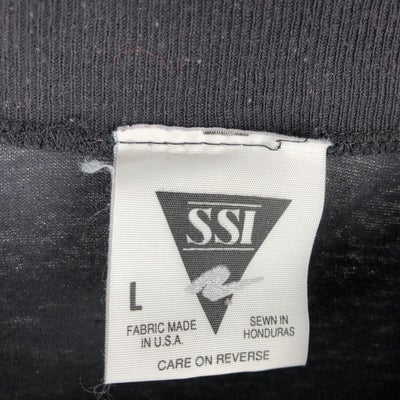 SSI
L
FABRIC MADE
IN U.S.A.
SEWN IN
HONDURAS
CARE ON REVERSE